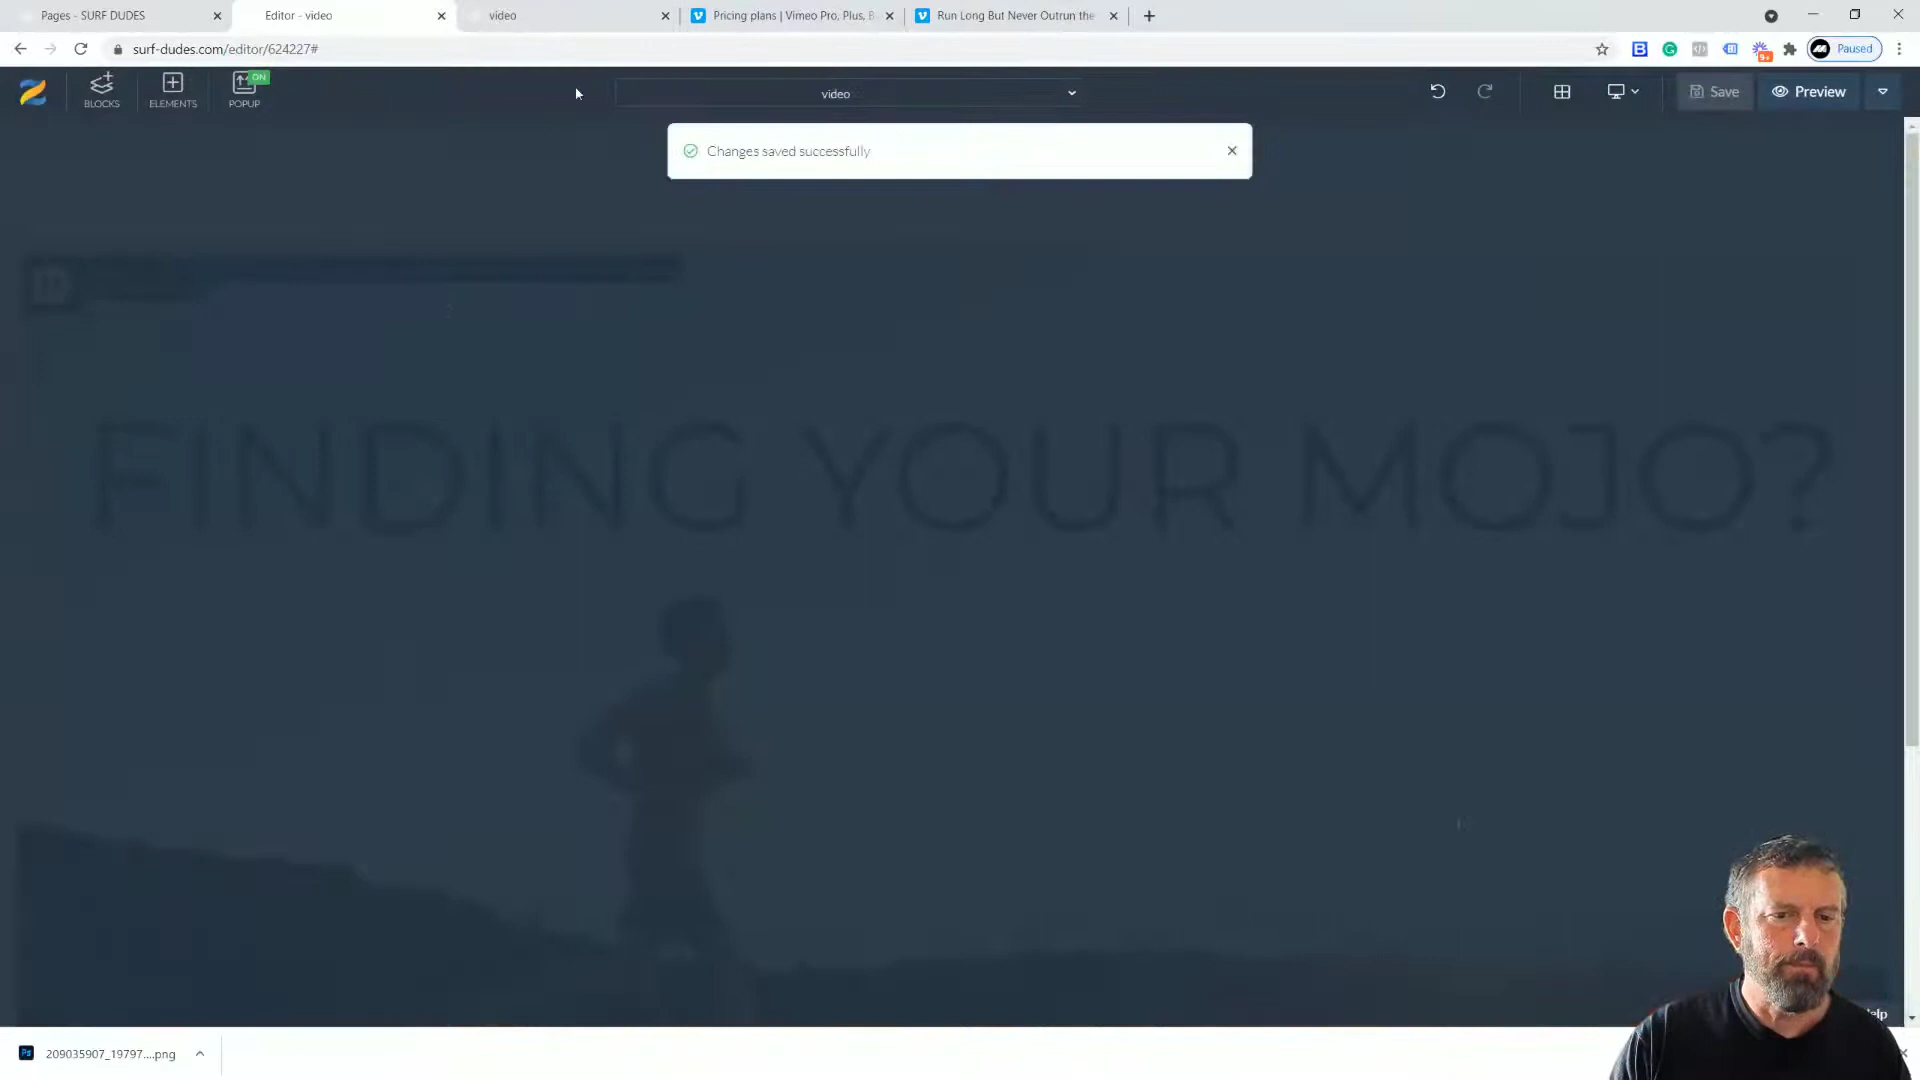 Pages - SURF DUDES
Editor - video
video
Pricing plans | Vimeo Pro, Plus, B
Run Long But Never Outrun the
surf-dudes.com/editor/624227#
9+
Paused
BLOCKS
ELEMENTS
ON
POPUP
video
Save
Preview
Changes saved successfully
FINDING YOUR MOJO?
Ps
209035907_19797....png